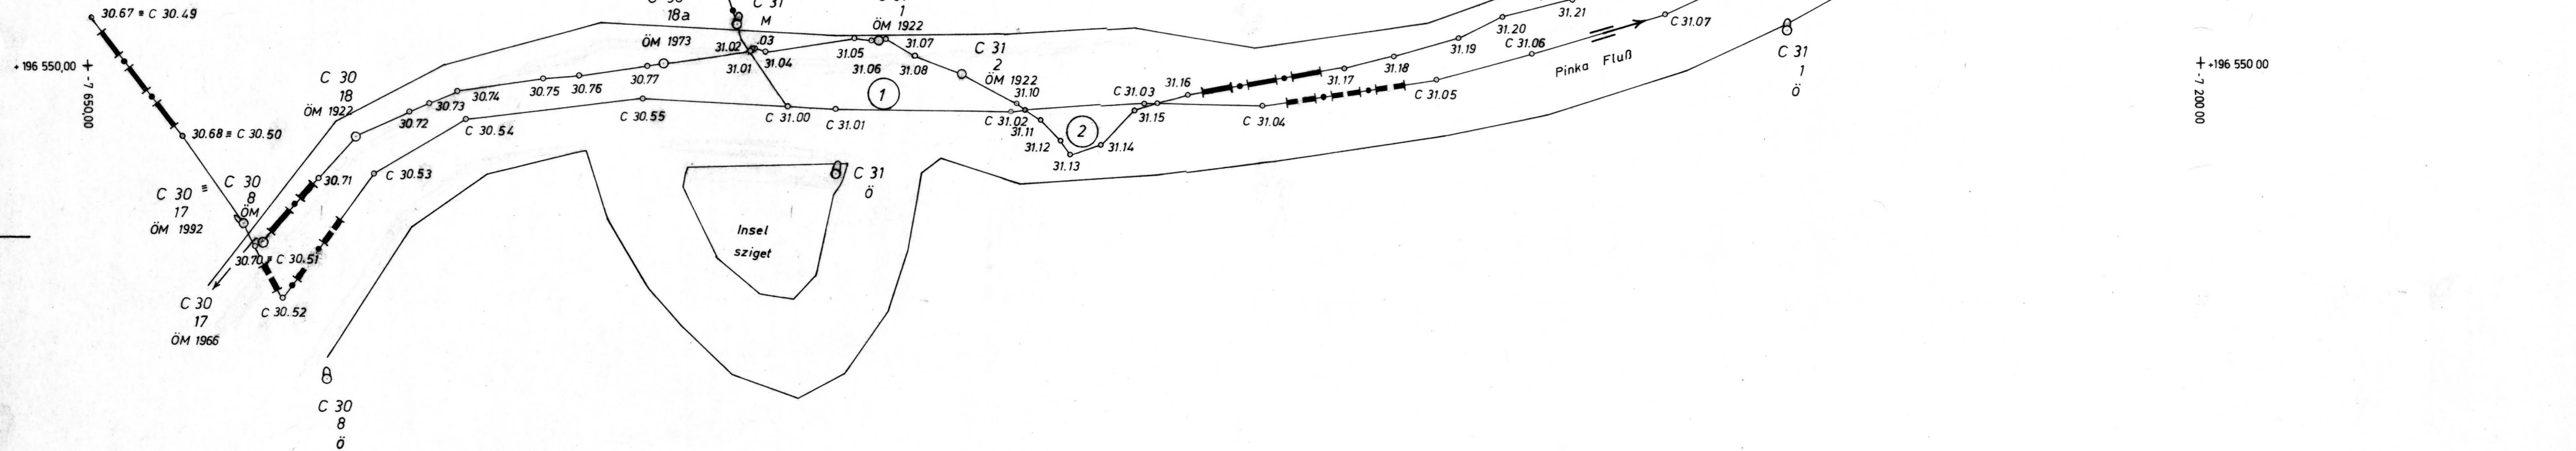 30.67 ≡ C 30.49
+196 550,00
-7 650,00
30.68 ≡ C 30.50
C 30 ≡
17
ÖM 1992
C 30
8
ÖM
30.70 ≡ C 30.51
C 30
17
ÖM 1966
C 30.52
C 30
8
Ö
C 30
18
ÖM 1922
30.71
30.72
30.73
30.74
30.75
30.76
30.77
C 30.53
C 30.54
C 30.55
18a
ÖM 1973
C 31
M
31.01
31.02
.03
31.04
1
ÖM 1922
31.05
31.06
31.07
31.08
C 31
2
ÖM 1922
31.10
1
C 31.00
C 31.01
C 31.02
31.11
31.12
31.13
31.14
31.15
2
C 31.03
31.16
C 31
Ö
Insel
sziget
C 31.04
31.17
31.18
31.19
31.20
31.21
C 31.05
C 31.06
C 31.07
Pinka Fluß
C 31
1
Ö
+196 550 00
-7 200 00